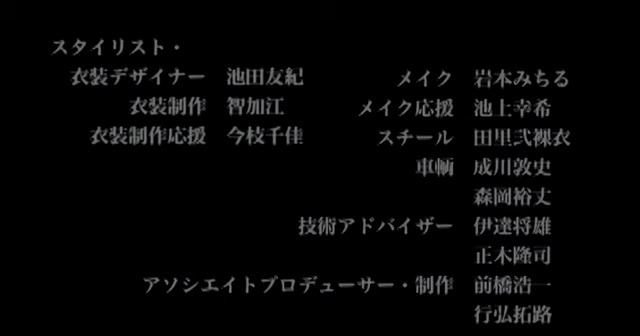 スタイリスト・
衣装デザイナー 池田友紀
衣装制作 智加江
衣装制作応援 今枝千佳
メイク 岩本みちる
メイク応援 池上幸希
スチール 田里弐裸衣
車輌 成川敦史
森岡裕丈
技術アドバイザー 伊達将雄
正木隆司
アソシエイトプロデューサー・制作 前橋浩一
行弘拓路